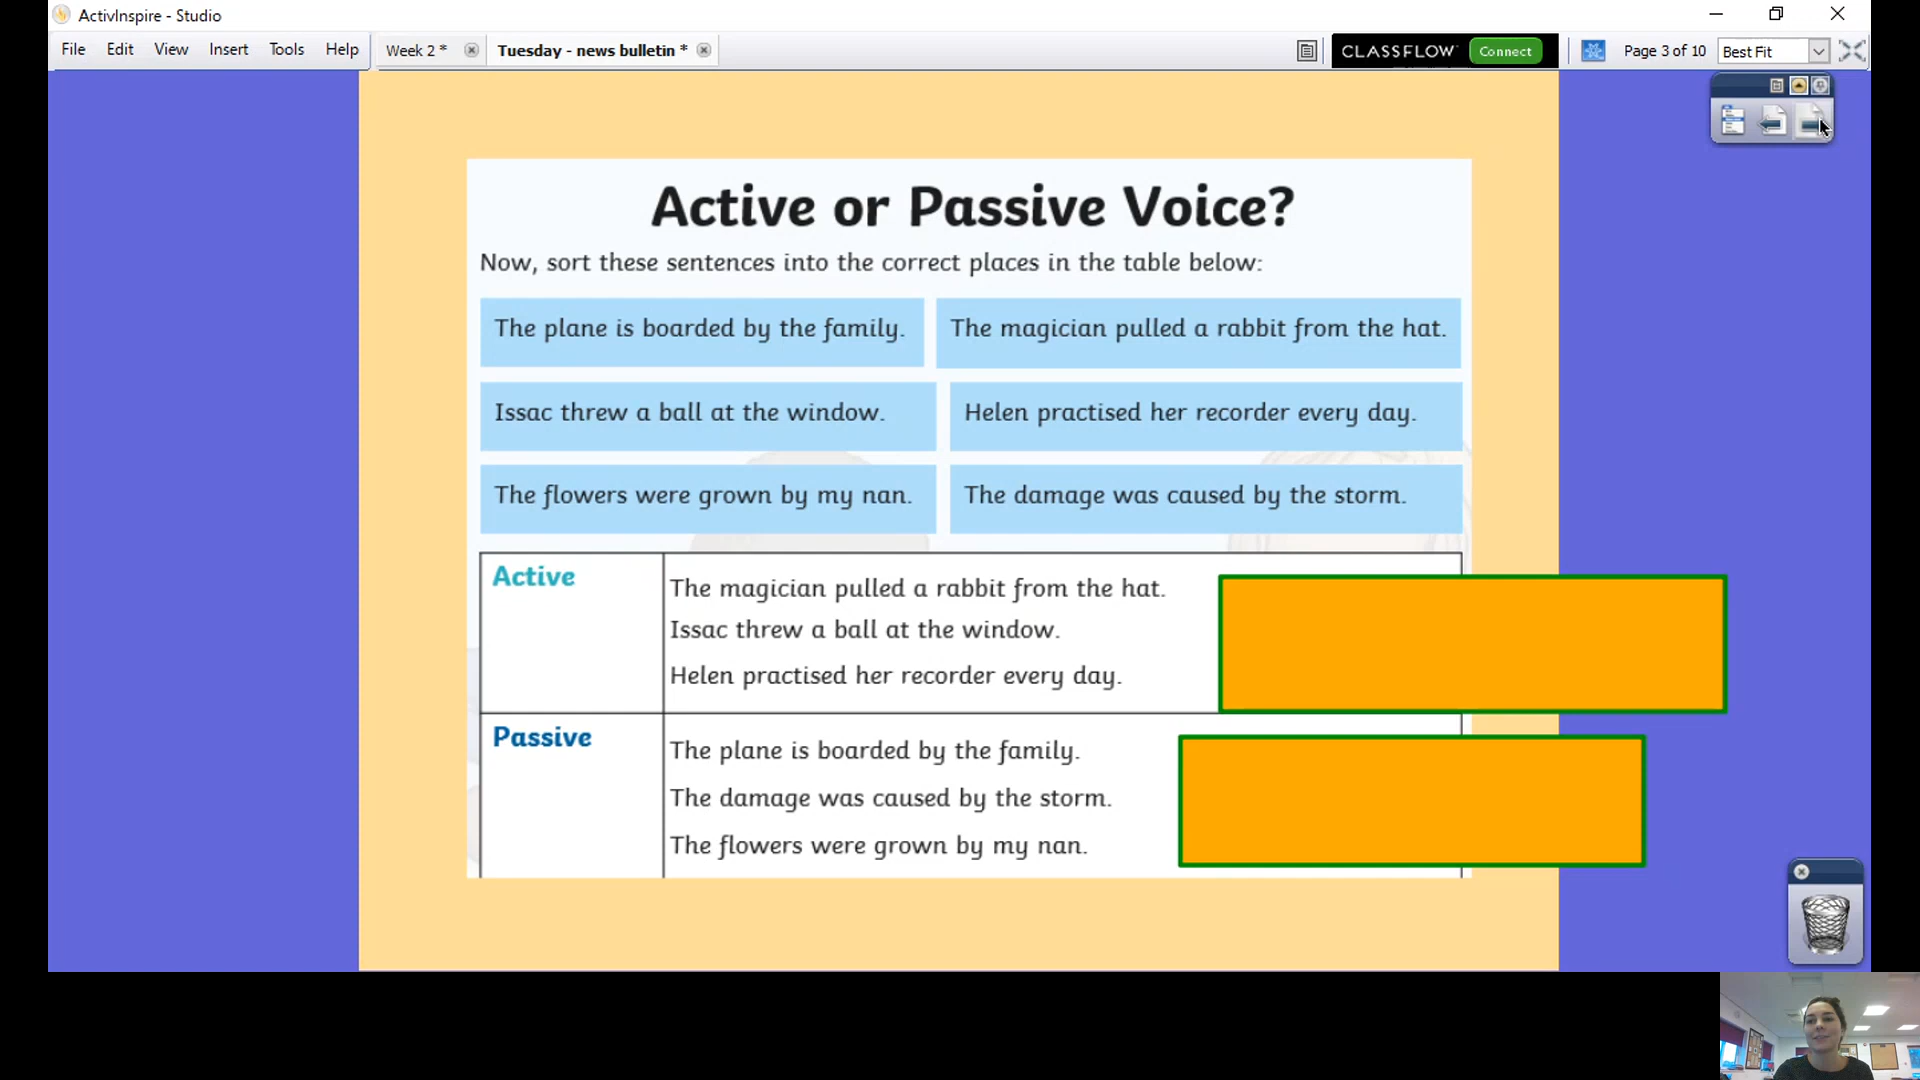 ActivInspire - Studio
File Edit View Insert Tools Help
Week 2 *
Tuesday - news bulletin *
CLASSFLOW Connect
Page 3 of 10
Best Fit
Active or Passive Voice?
Now, sort these sentences into the correct places in the table below:
The plane is boarded by the family.
The magician pulled a rabbit from the hat.
Issac threw a ball at the window.
Helen practised her recorder every day.
The flowers were grown by my nan.
The damage was caused by the storm.
Active
The magician pulled a rabbit from the hat.
Issac threw a ball at the window.
Helen practised her recorder every day.
Passive
The plane is boarded by the family.
The damage was caused by the storm.
The flowers were grown by my nan.